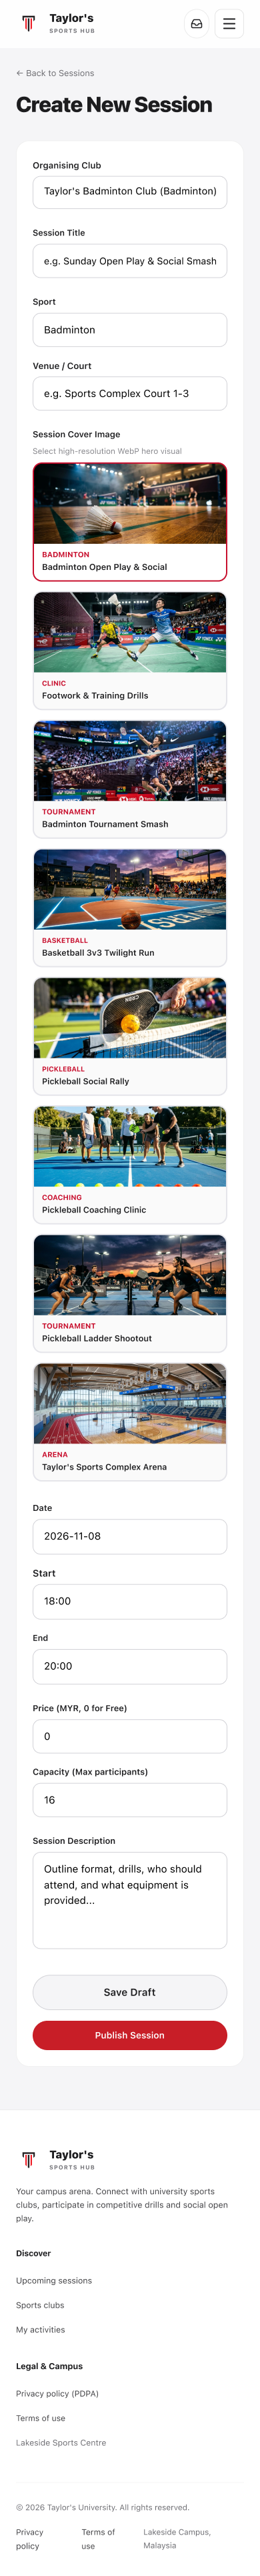 Taylor's
SPORTS HUB
← Back to Sessions
Create New Session
Organising Club
Taylor's Badminton Club (Badminton)
Session Title
e.g. Sunday Open Play & Social Smash
Sport
Badminton
Venue / Court
e.g. Sports Complex Court 1-3
Session Cover Image
Select high-resolution WebP hero visual
BADMINTON
Badminton Open Play & Social
CLINIC
Footwork & Training Drills
TOURNAMENT
Badminton Tournament Smash
BASKETBALL
Basketball 3v3 Twilight Run
PICKLEBALL
Pickleball Social Rally
COACHING
Pickleball Coaching Clinic
TOURNAMENT
Pickleball Ladder Shootout
ARENA
Taylor's Sports Complex Arena
Date
2026-11-08
Start
18:00
End
20:00
Price (MYR, 0 for Free)
0
Capacity (Max participants)
16
Session Description
Outline format, drills, who should
attend, and what equipment is
provided...
Save Draft
Publish Session
Taylor's
SPORTS HUB
Your campus arena. Connect with university sports
clubs, participate in competitive drills and social open
play.
Discover
Upcoming sessions
Sports clubs
My activities
Legal & Campus
Privacy policy (PDPA)
Terms of use
Lakeside Sports Centre
© 2026 Taylor's University. All rights reserved.
Privacy
policy
Terms of
use
Lakeside Campus,
Malaysia